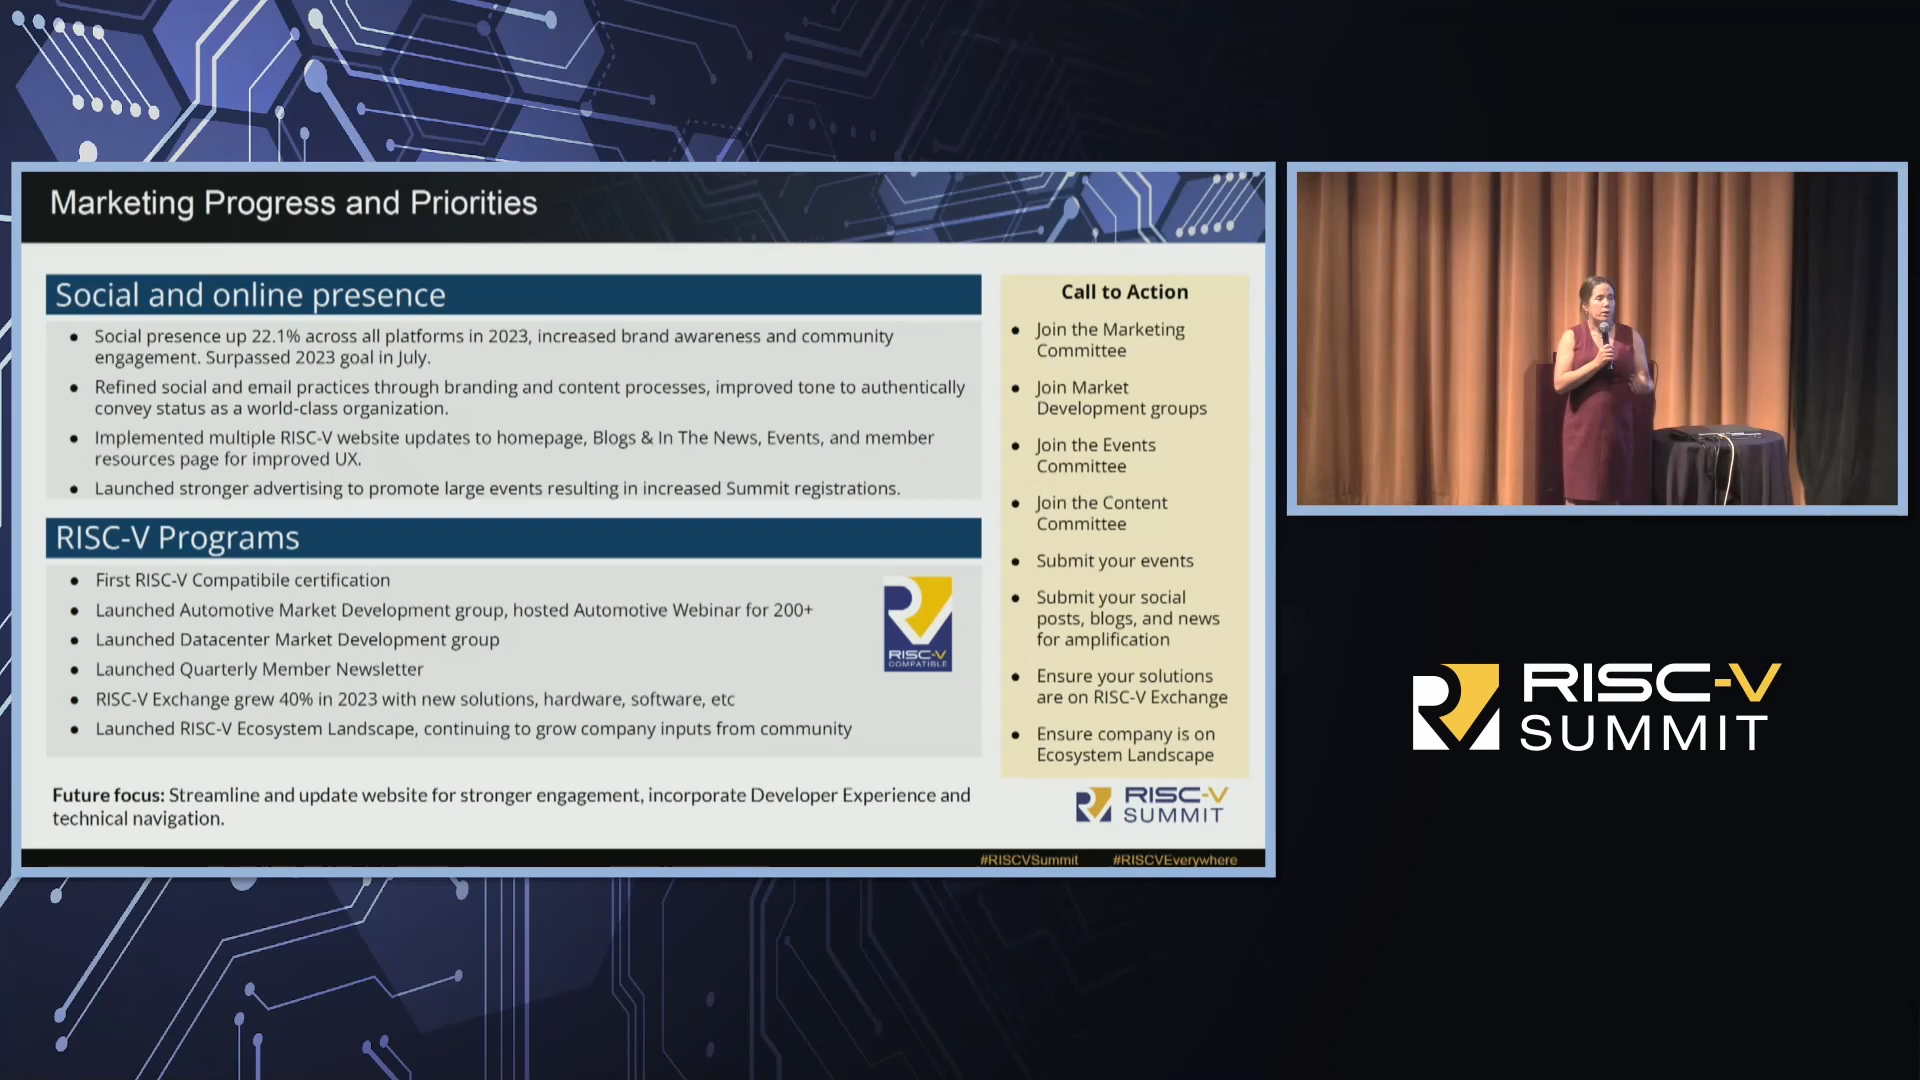 Marketing Progress and Priorities
Social and online presence
Social presence up 22.1% across all platforms in 2023, increased brand awareness and community
engagement. Surpassed 2023 goal in July.
Refined social and email practices through branding and content processes, improved tone to authentically
convey status as a world-class organization.
Implemented multiple RISC-V website updates to homepage, Blogs & In The News, Events, and member
resources page for improved UX.
Launched stronger advertising to promote large events resulting in increased Summit registrations.
RISC-V Programs
First RISC-V Compatibile certification
Launched Automotive Market Development group, hosted Automotive Webinar for 200+
Launched Datacenter Market Development group
Launched Quarterly Member Newsletter
RISC-V Exchange grew 40% in 2023 with new solutions, hardware, software, etc
Launched RISC-V Ecosystem Landscape, continuing to grow company inputs from community
RISC-V
COMPATIBLE
Future focus: Streamline and update website for stronger engagement, incorporate Developer Experience and
technical navigation.
Call to Action
Join the Marketing
Committee
Join Market
Development groups
Join the Events
Committee
Join the Content
Committee
Submit your events
Submit your social
posts, blogs, and news
for amplification
Ensure your solutions
are on RISC-V Exchange
Ensure company is on
Ecosystem Landscape
RISC-V
SUMMIT
#RISCVSummit #RISCVEverywhere
RISC-V
SUMMIT